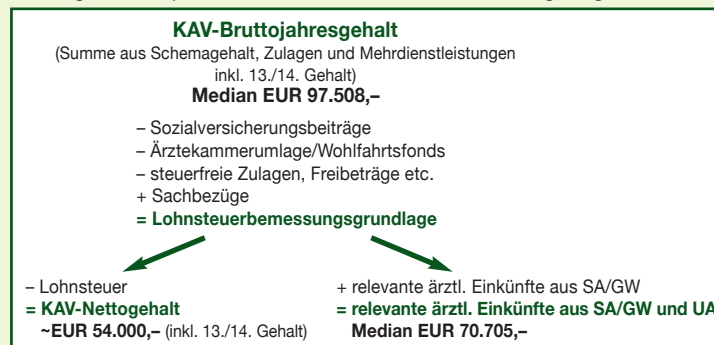 KAV-Bruttojahresgehalt
(Summe aus Schemagehalt, Zulagen und Mehrdienstleistungen
inkl. 13./14. Gehalt)
Median EUR 97.508,–
– Sozialversicherungsbeiträge
– Ärztekammerumlage/Wohlfahrtsfonds
– steuerfreie Zulagen, Freibeträge etc.
+ Sachbezüge
= Lohnsteuerbemessungsgrundlage
– Lohnsteuer
= KAV-Nettogehalt
~EUR 54.000,– (inkl. 13./14. Gehalt)
+ relevante ärztl. Einkünfte aus SA/GW
= relevante ärztl. Einkünfte aus SA/GW und UA
Median EUR 70.705,–